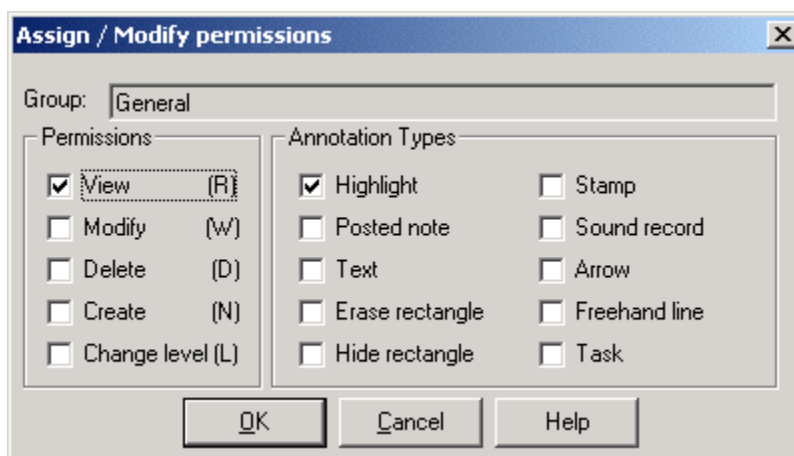 Assign / Modify permissions
Group: General
Permissions
View (R)
Modify (W)
Delete (D)
Create (N)
Change level (L)
Annotation Types
Highlight
Posted note
Text
Erase rectangle
Hide rectangle
Stamp
Sound record
Arrow
Freehand line
Task
OK Cancel Help